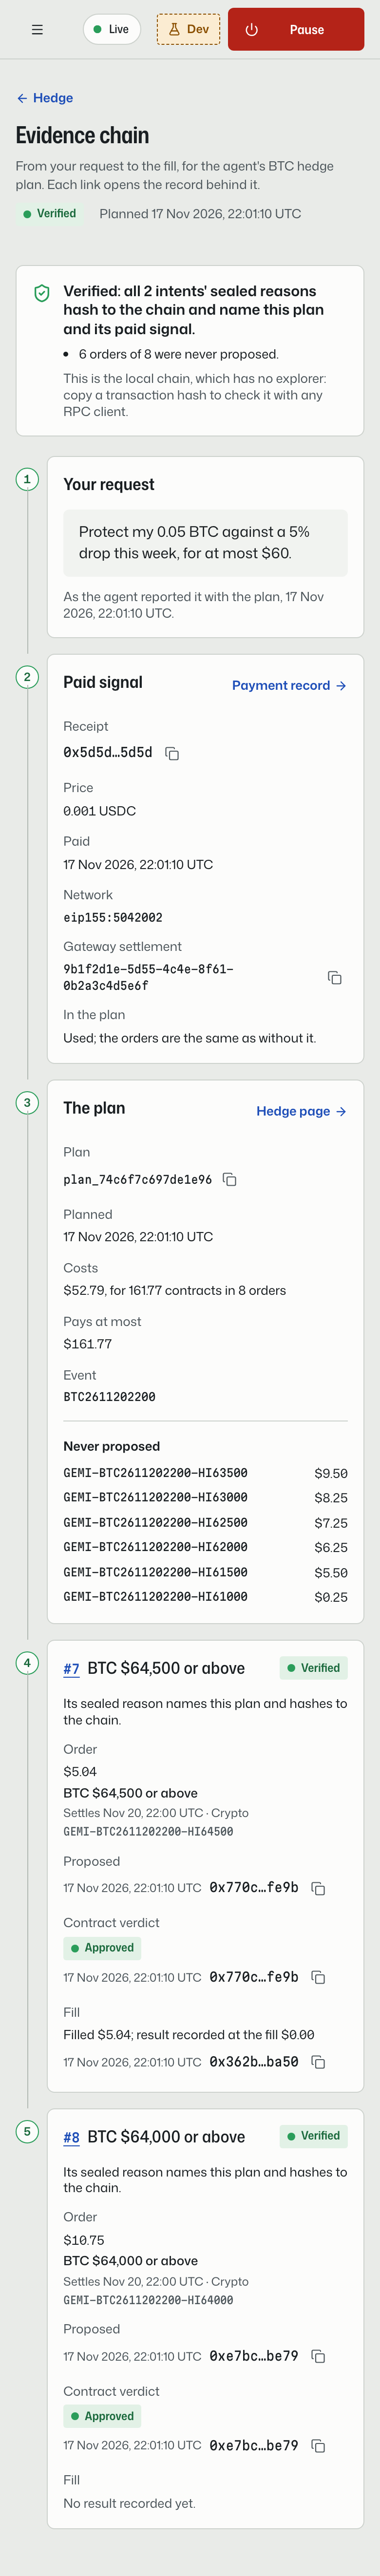 Live
Dev
Pause
← Hedge
Evidence chain
From your request to the fill, for the agent's BTC hedge
plan. Each link opens the record behind it.
Verified
Planned 17 Nov 2026, 22:01:10 UTC
Verified: all 2 intents' sealed reasons
hash to the chain and name this plan
and its paid signal.
• 6 orders of 8 were never proposed.
This is the local chain, which has no explorer:
copy a transaction hash to check it with any
RPC client.
1
Your request
Protect my 0.05 BTC against a 5%
drop this week, for at most $60.
As the agent reported it with the plan, 17 Nov
2026, 22:01:10 UTC.
2
Paid signal
Payment record →
Receipt
0x5d5d…5d5d
Price
0.001 USDC
Paid
17 Nov 2026, 22:01:10 UTC
Network
eip155:5042002
Gateway settlement
9b1f2d1e-5d55-4c4e-8f61-
0b2a3c4d5e6f
In the plan
Used; the orders are the same as without it.
3
The plan
Hedge page →
Plan
plan_74c6f7c697de1e96
Planned
17 Nov 2026, 22:01:10 UTC
Costs
$52.79, for 161.77 contracts in 8 orders
Pays at most
$161.77
Event
BTC2611202200
Never proposed
GEMI-BTC2611202200-HI63500 $9.50
GEMI-BTC2611202200-HI63000 $8.25
GEMI-BTC2611202200-HI62500 $7.25
GEMI-BTC2611202200-HI62000 $6.25
GEMI-BTC2611202200-HI61500 $5.50
GEMI-BTC2611202200-HI61000 $0.25
4
#7 BTC $64,500 or above
Verified
Its sealed reason names this plan and hashes to
the chain.
Order
$5.04
BTC $64,500 or above
Settles Nov 20, 22:00 UTC · Crypto
GEMI-BTC2611202200-HI64500
Proposed
17 Nov 2026, 22:01:10 UTC 0x770c…fe9b
Contract verdict
Approved
17 Nov 2026, 22:01:10 UTC 0x770c…fe9b
Fill
Filled $5.04; result recorded at the fill $0.00
17 Nov 2026, 22:01:10 UTC 0x362b…ba50
5
#8 BTC $64,000 or above
Verified
Its sealed reason names this plan and hashes to
the chain.
Order
$10.75
BTC $64,000 or above
Settles Nov 20, 22:00 UTC · Crypto
GEMI-BTC2611202200-HI64000
Proposed
17 Nov 2026, 22:01:10 UTC 0xe7bc…be79
Contract verdict
Approved
17 Nov 2026, 22:01:10 UTC 0xe7bc…be79
Fill
No result recorded yet.